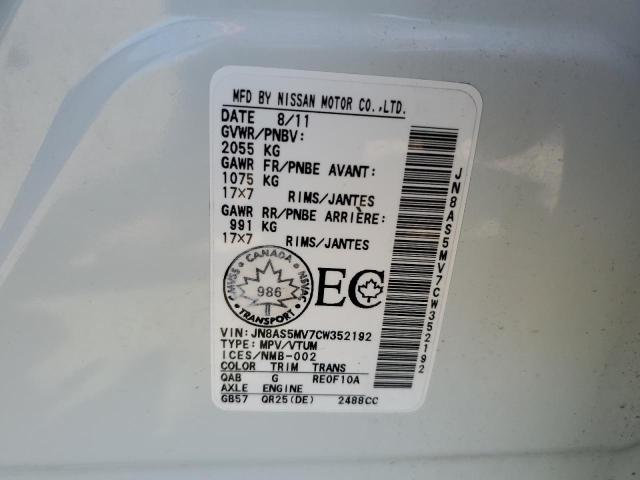 MFD BY NISSAN MOTOR CO.,LTD.
DATE 8/11
GVWR/PNBV:
2055 KG
GAWR FR/PNBE AVANT:
1075 KG
17X7 RIMS/JANTES
GAWR RR/PNBE ARRIÈRE:
991 KG
17X7 RIMS/JANTES
CANADA
CMVSS NSVAC
986
TRANSPORT
EC
VIN: JN8AS5MV7CW352192
TYPE: MPV/VTUM
ICES/NMB-002
COLOR TRIM TRANS
QAB G RE0F10A
AXLE ENGINE
GB57 QR25(DE) 2488CC
JN8AS5MV7CW352192